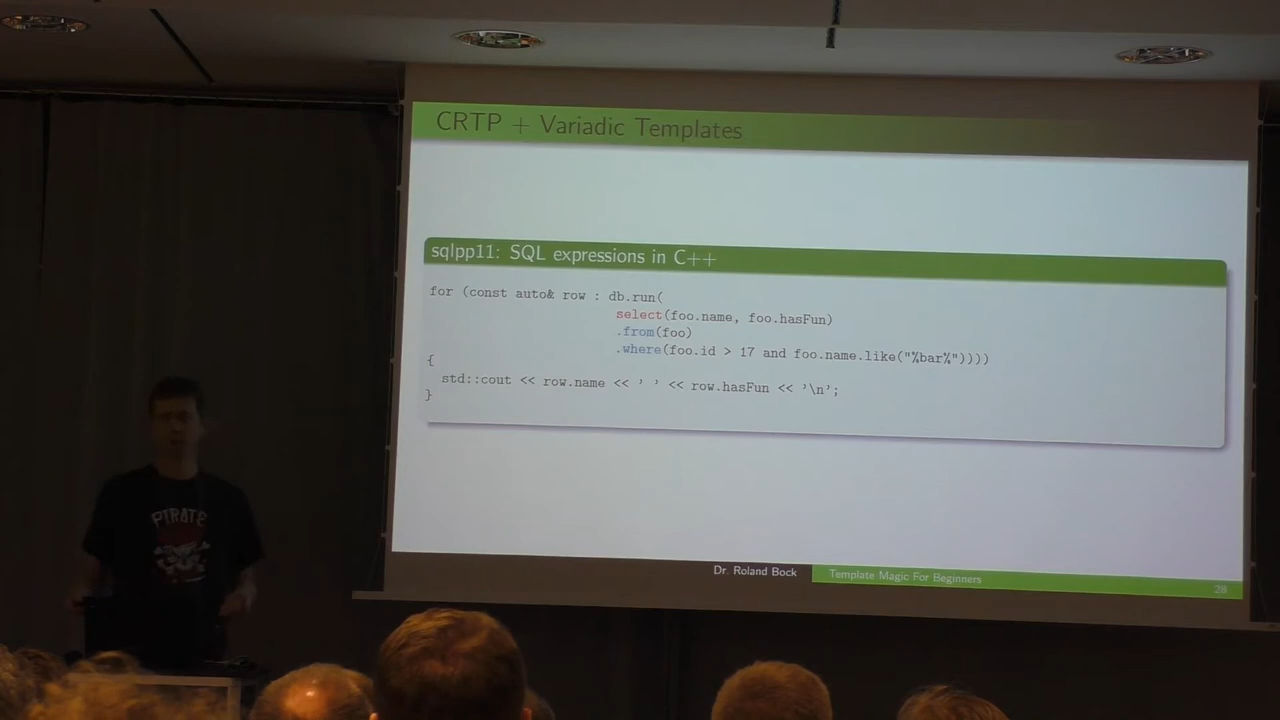 CRTP + Variadic Templates
sqlpp11: SQL expressions in C++
for (const auto& row : db.run(
select(foo.name, foo.hasFun)
.from(foo)
.where(foo.id > 17 and foo.name.like("%bar%"))))
{
std::cout << row.name << ' ' << row.hasFun << '\n';
}
PIRATE
Dr. Roland Bock
Template Magic For Beginners
28